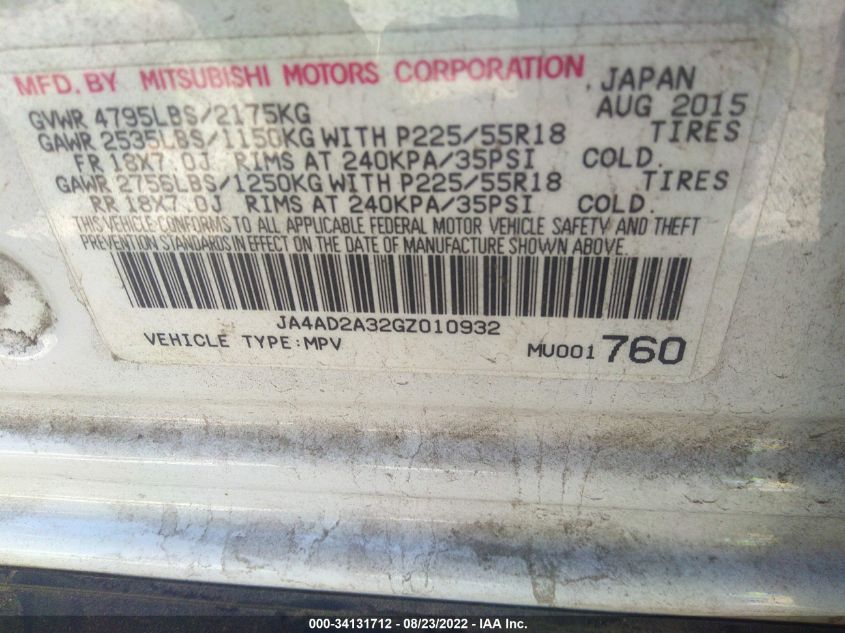 MFD. BY MITSUBISHI MOTORS CORPORATION, JAPAN
GVWR 4795LBS/2175KG AUG 2015
GAWR 2535LBS/1150KG WITH P225/55R18 TIRES
FR 18X7.0J RIMS AT 240KPA/35PSI COLD.
GAWR 2756LBS/1250KG WITH P225/55R18 TIRES
RR 18X7.0J RIMS AT 240KPA/35PSI COLD.
THIS VEHICLE CONFORMS TO ALL APPLICABLE FEDERAL MOTOR VEHICLE SAFETY AND THEFT
PREVENTION STANDARDS IN EFFECT ON THE DATE OF MANUFACTURE SHOWN ABOVE.
JA4AD2A32GZ010932
VEHICLE TYPE:MPV MU001760
000-34131712 - 08/23/2022 - IAA Inc.